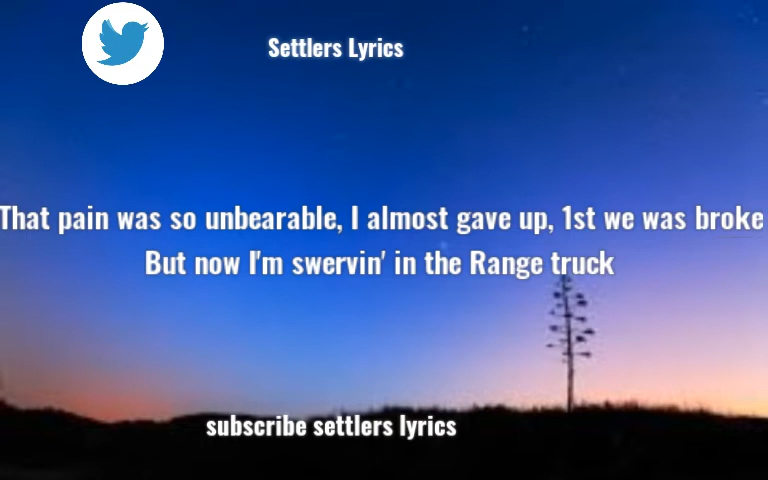 Settlers Lyrics
That pain was so unbearable, I almost gave up, 1st we was broke
But now I'm swervin' in the Range truck
subscribe settlers lyrics